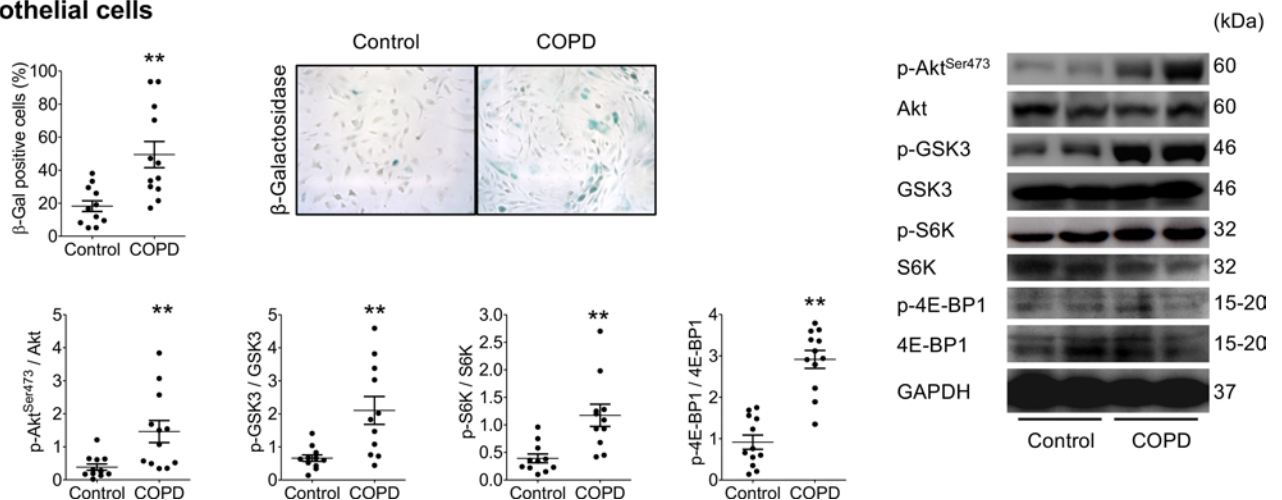 othelial cells
β-Gal positive cells (%)
100
80
60
40
20
0
**
Control COPD
Control COPD
β-Galactosidase
(kDa)
p-AktSer473 60
Akt 60
p-GSK3 46
GSK3 46
p-S6K 32
S6K 32
p-4E-BP1 15-20
4E-BP1 15-20
GAPDH 37
Control COPD
p-AktSer473 / Akt
5
4
3
2
1
0
**
Control COPD
p-GSK3 / GSK3
5
4
3
2
1
0
**
Control COPD
p-S6K / S6K
3.0
2.5
2.0
1.5
1.0
0.5
0.0
**
Control COPD
p-4E-BP1 / 4E-BP1
4
3
2
1
0
**
Control COPD